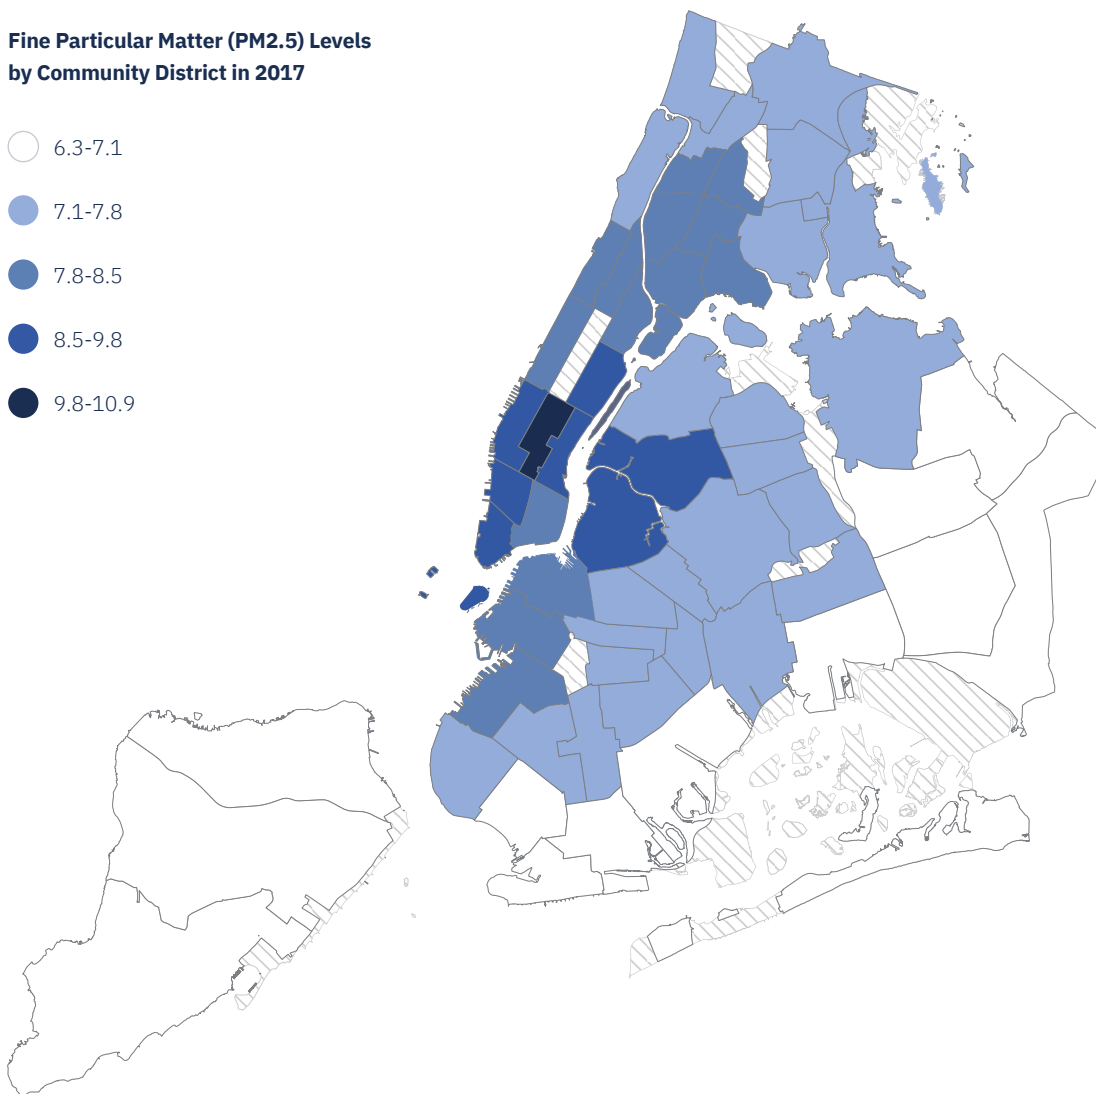 Fine Particular Matter (PM2.5) Levels
by Community District in 2017
6.3-7.1
7.1-7.8
7.8-8.5
8.5-9.8
9.8-10.9